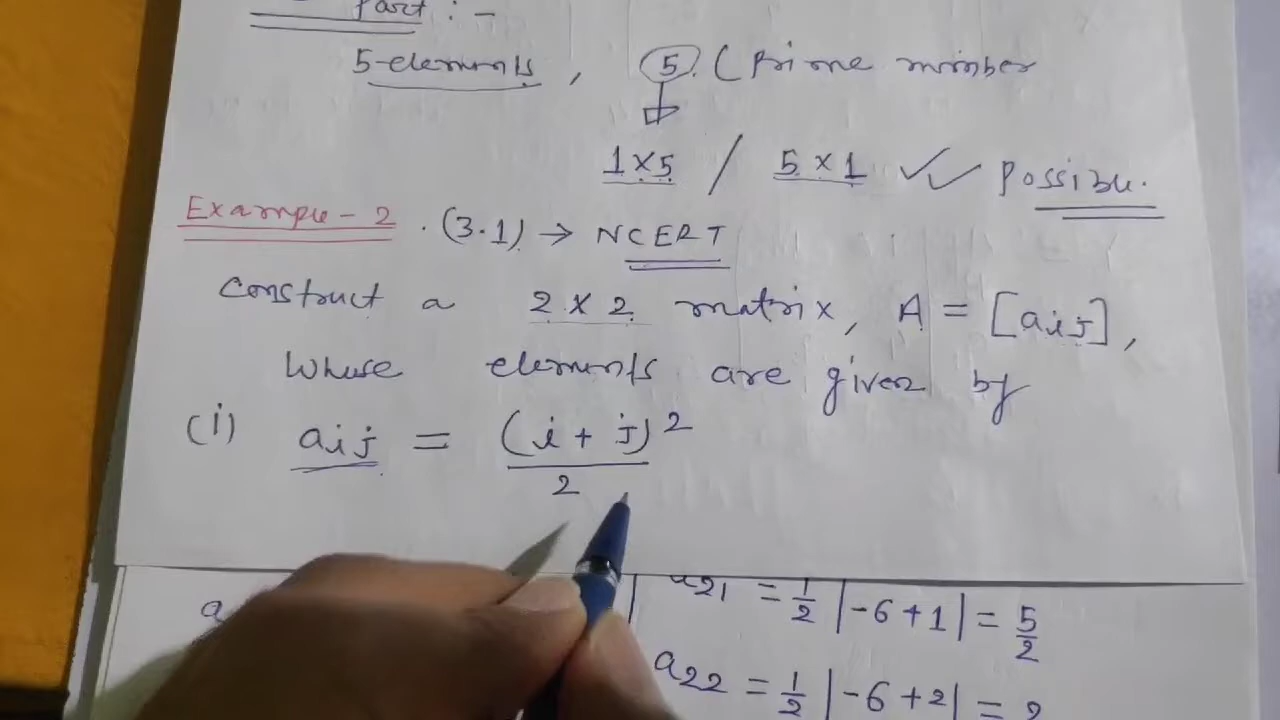 Part : -
5-elements , 5 (Prime number
1×5 / 5×1 ✓✓ Possible.
Example - 2 . (3.1) → NCERT
Construct a 2 × 2 matrix, A = [aij],
Whose elements are given by
(i) aij = (i + j)² / 2
a21 = 1/2 |-6+1| = 5/2
a22 = 1/2 |-6+2| =